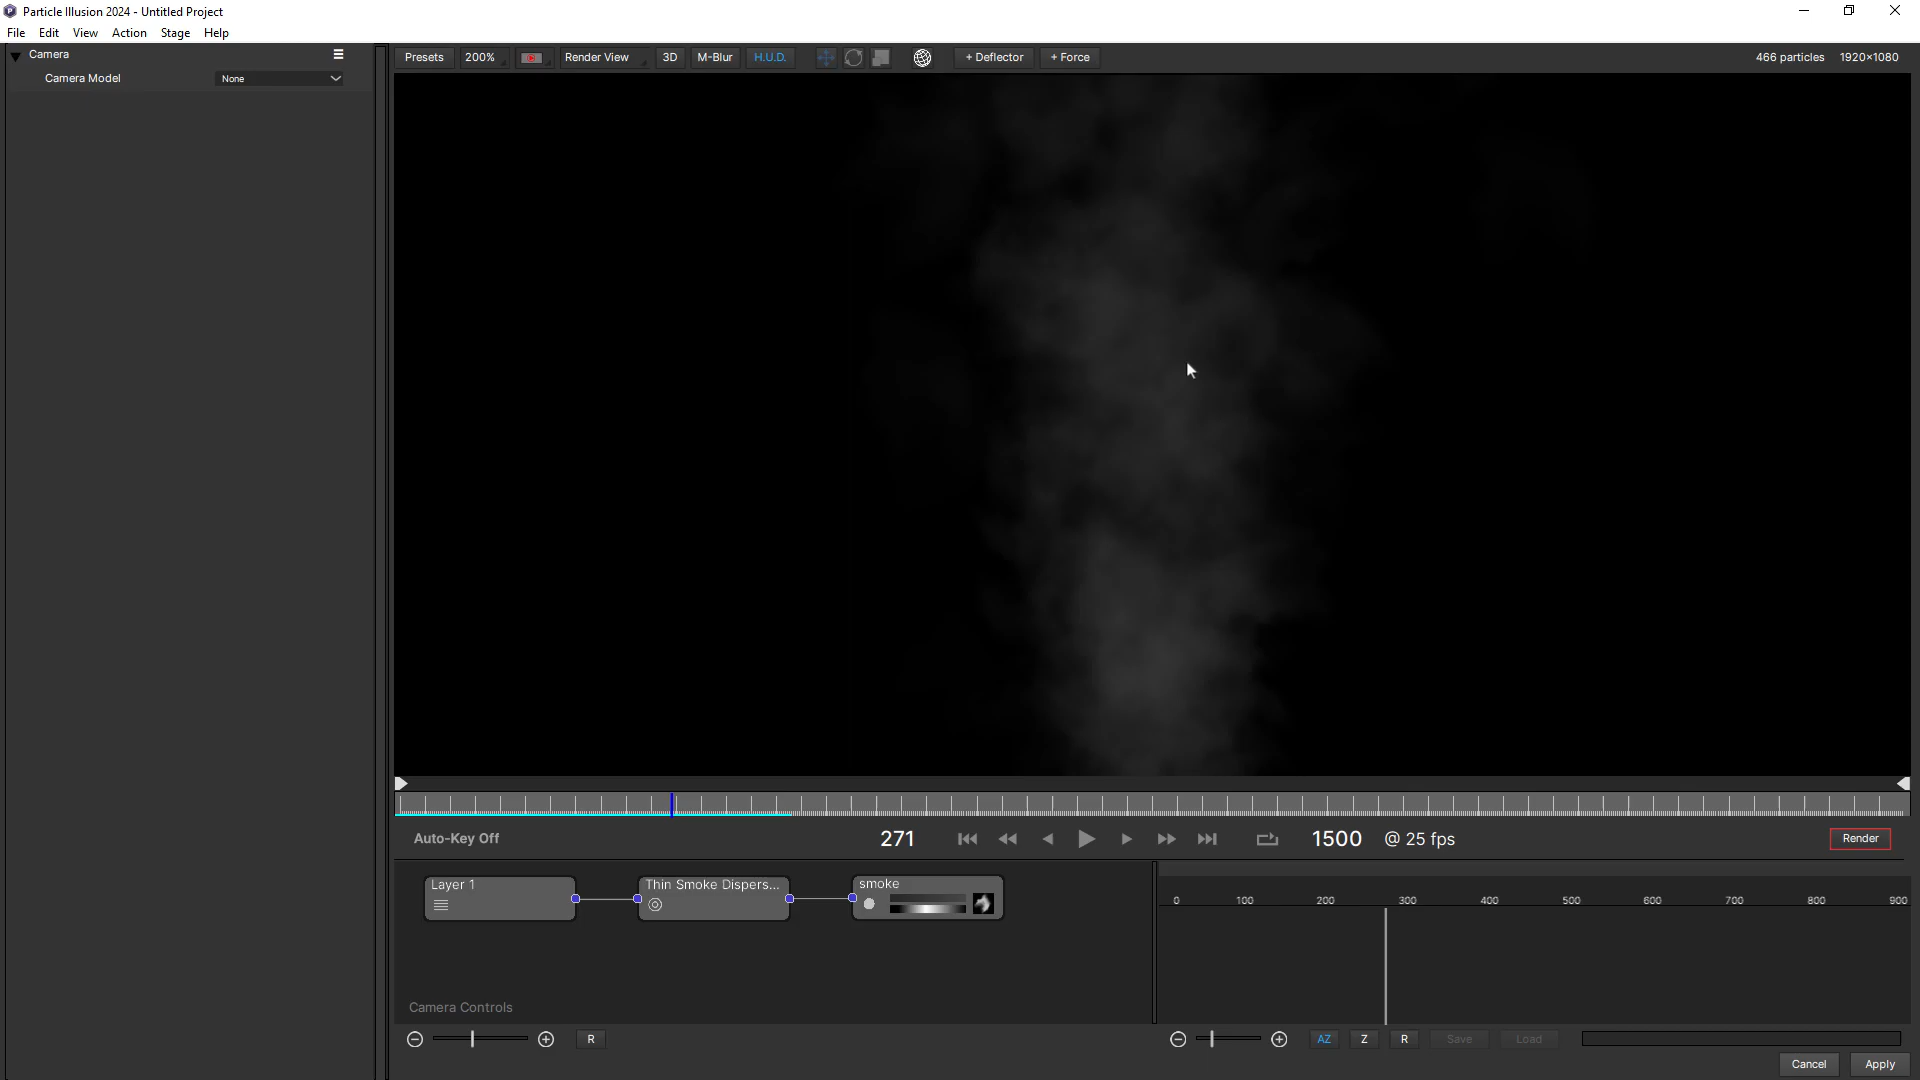 Particle Illusion 2024 - Untitled Project
File Edit View Action Stage Help
Camera
Camera Model None
Presets 200% Render View 3D M-Blur H.U.D. + Deflector + Force 466 particles 1920×1080
Auto-Key Off 271 1500 @ 25 fps Render
Layer 1 Thin Smoke Dispers... smoke
0 100 200 300 400 500 600 700 800 900
Camera Controls
R AZ Z R Save Load
Cancel Apply